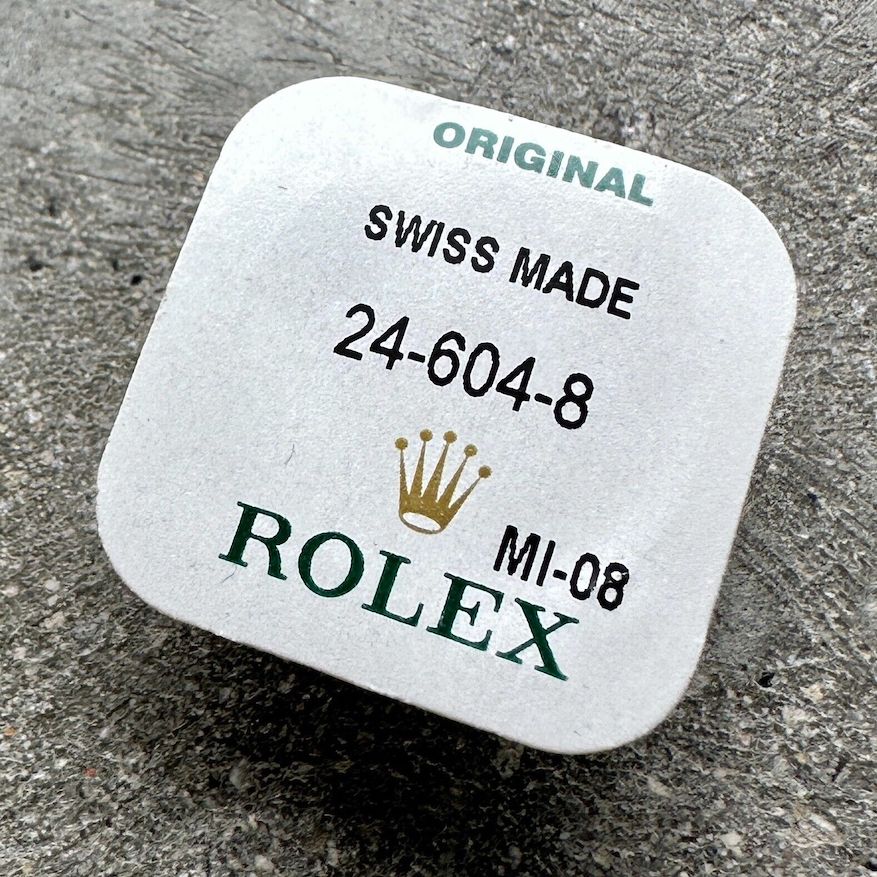 ORIGINAL
SWISS MADE
24-604-8
MI-08
ROLEX